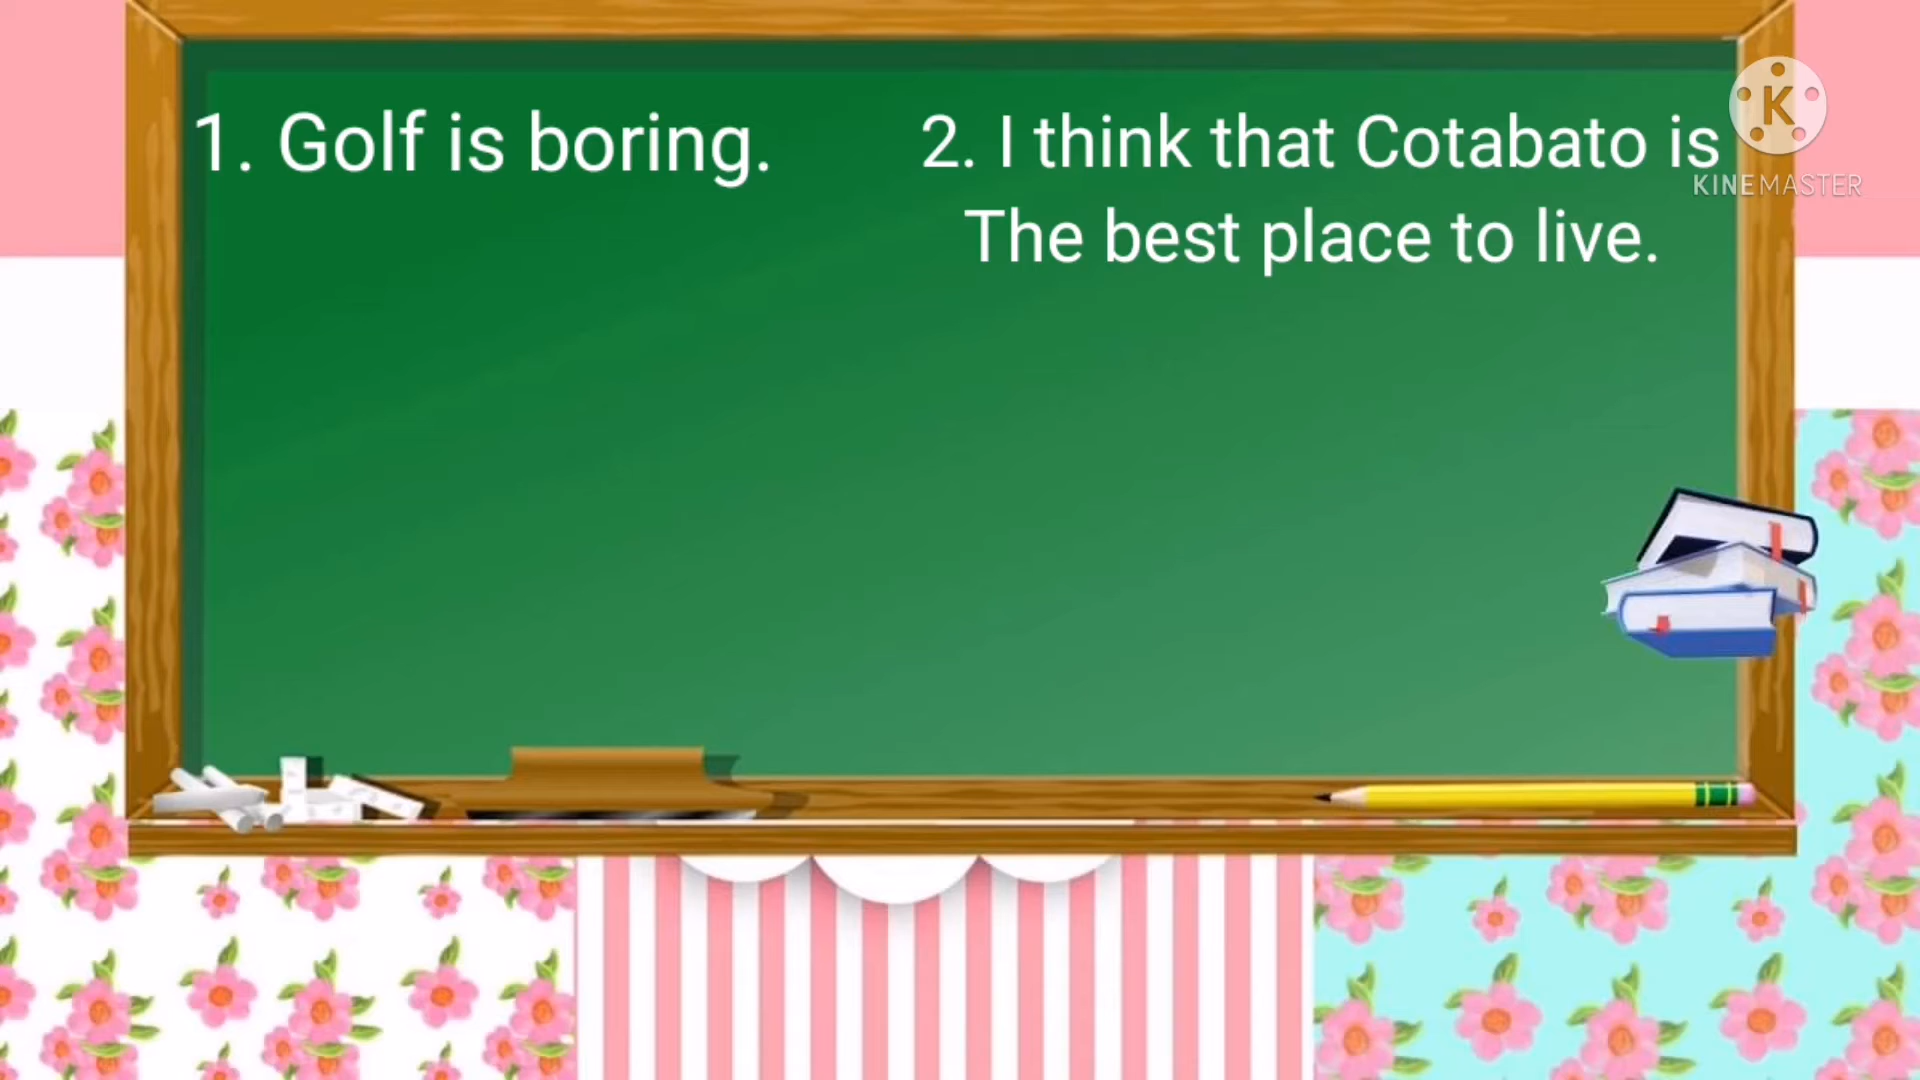 1. Golf is boring.
2. I think that Cotabato is
The best place to live.
K
KINEMASTER